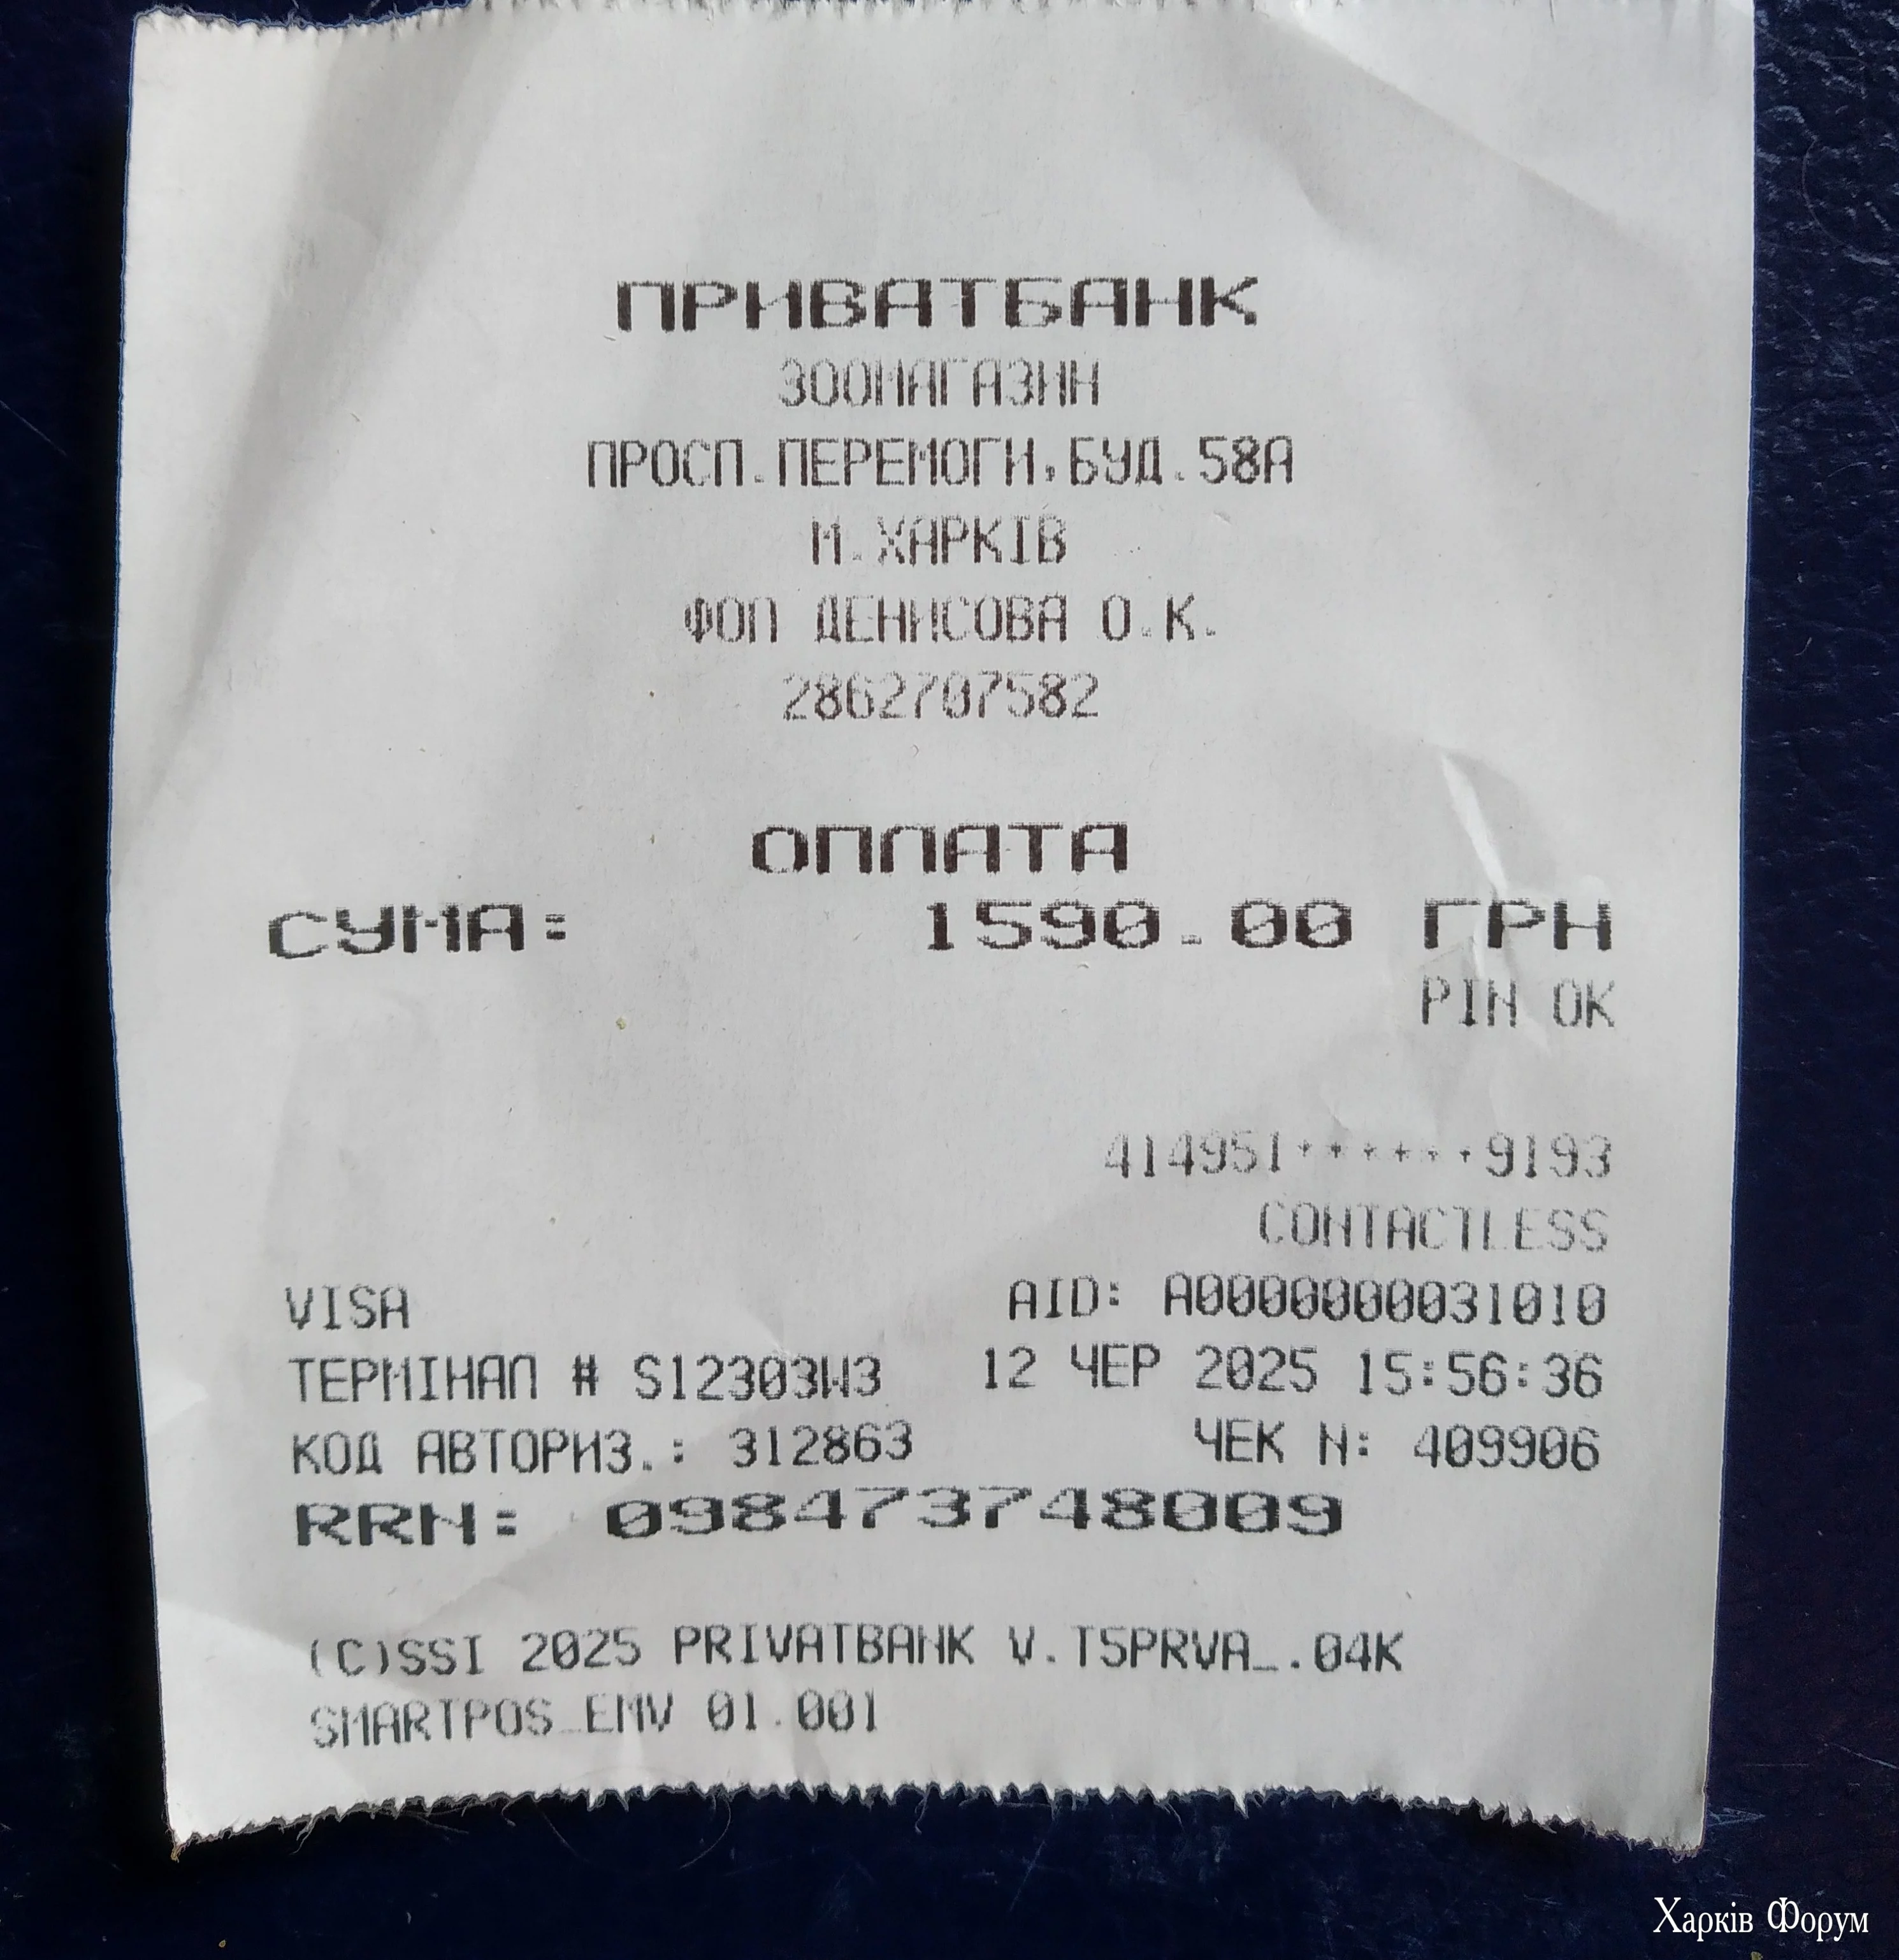 ПРИВАТБАНК
ЗООМАГАЗИН
ПРОСП.ПЕРЕМОГИ,БУД.58А
М.ХАРКІВ
ФОП ДЕНИСОВА О.К.
2862707582
ОПЛАТА
СУМА: 1590.00 ГРН
PIN OK
414951******9193
CONTACTLESS
VISA AID: A0000000031010
ТЕРМІНАЛ # S12303W3 12 ЧЕР 2025 15:56:36
КОД АВТОРИЗ.: 312863 ЧЕК N: 409906
RRN: 098473748009
(C)SSI 2025 PRIVATBANK V.T5PRVA_.04K
SMARTPOS_EMV 01.001
Харків Форум